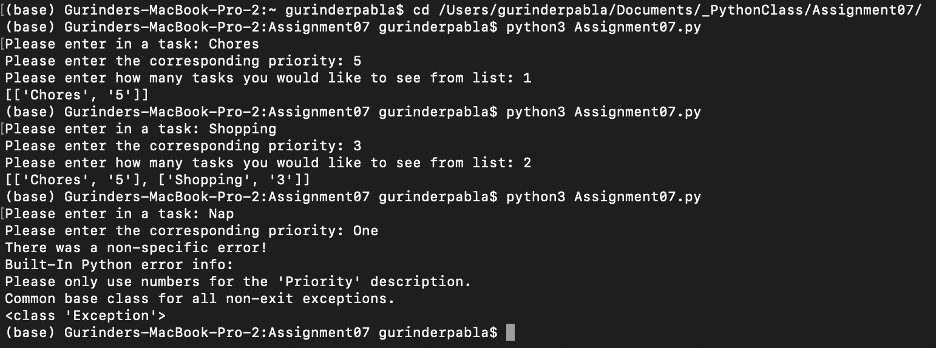 [(base) Gurinders-MacBook-Pro-2:~ gurinderpabla$ cd /Users/gurinderpabla/Documents/_PythonClass/Assignment07/
(base) Gurinders-MacBook-Pro-2:Assignment07 gurinderpabla$ python3 Assignment07.py
[Please enter in a task: Chores
Please enter the corresponding priority: 5
Please enter how many tasks you would like to see from list: 1
[['Chores', '5']]
(base) Gurinders-MacBook-Pro-2:Assignment07 gurinderpabla$ python3 Assignment07.py
[Please enter in a task: Shopping
Please enter the corresponding priority: 3
Please enter how many tasks you would like to see from list: 2
[['Chores', '5'], ['Shopping', '3']]
(base) Gurinders-MacBook-Pro-2:Assignment07 gurinderpabla$ python3 Assignment07.py
[Please enter in a task: Nap
Please enter the corresponding priority: One
There was a non-specific error!
Built-In Python error info:
Please only use numbers for the 'Priority' description.
Common base class for all non-exit exceptions.
<class 'Exception'>
(base) Gurinders-MacBook-Pro-2:Assignment07 gurinderpabla$